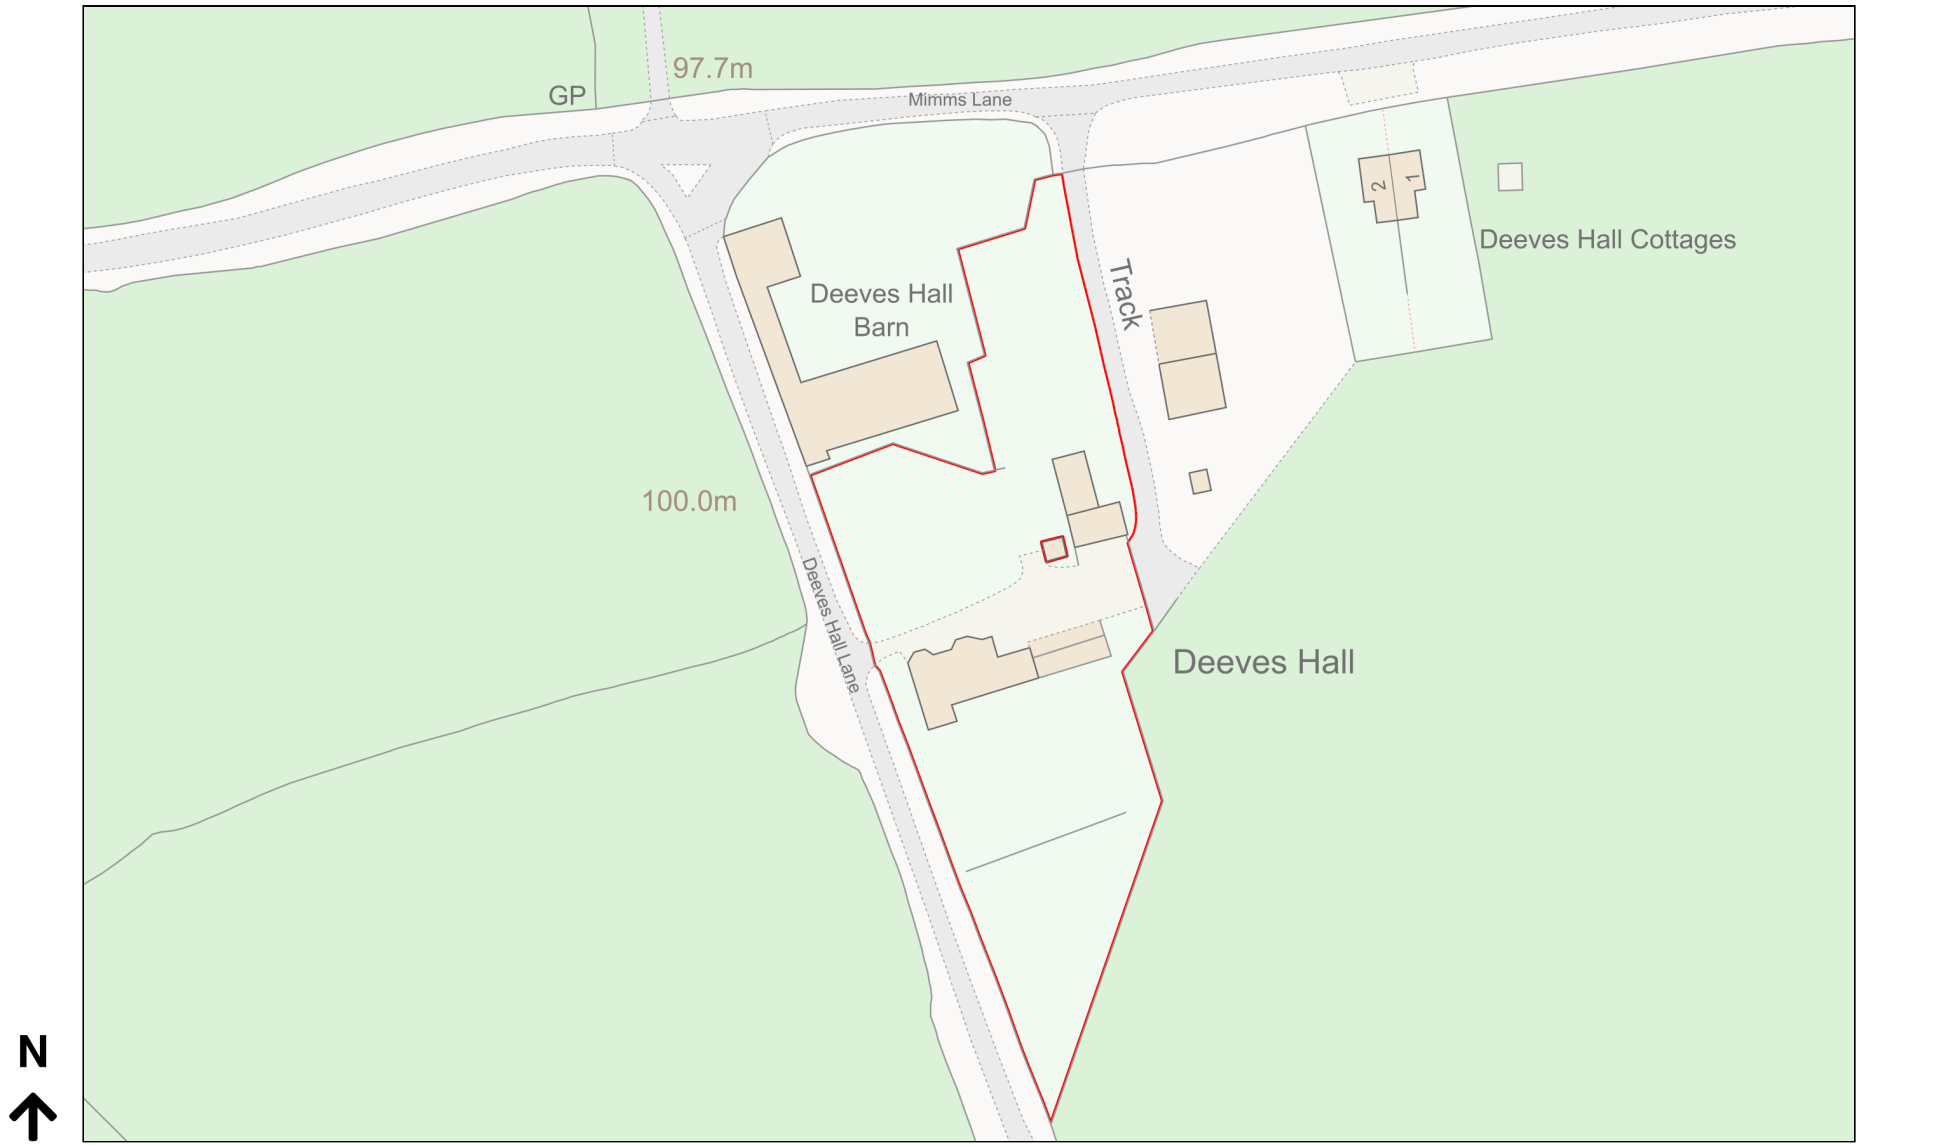 97.7m
GP
Mimms Lane
2
1
Deeves Hall Cottages
Track
Deeves Hall
Barn
100.0m
Deeves Hall Lane
Deeves Hall
N